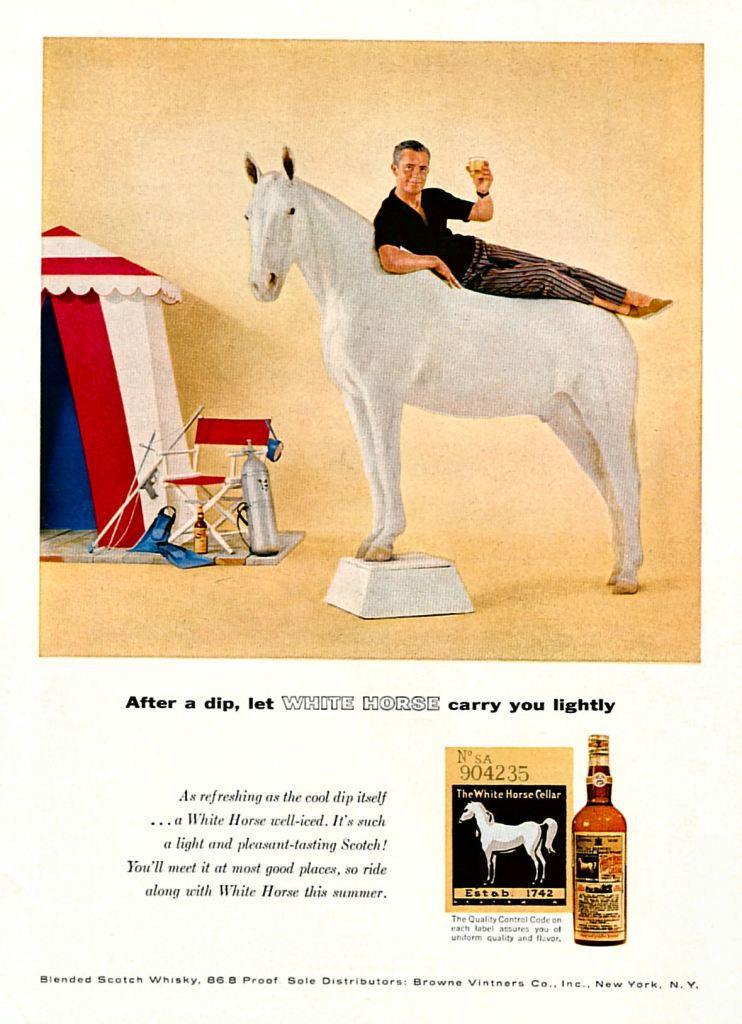 After a dip, let WHITE HORSE carry you lightly
As refreshing as the cool dip itself
...a White Horse well-iced. It's such
a light and pleasant-tasting Scotch!
You'll meet it at most good places, so ride
along with White Horse this summer.
Nº SA
904235
The White Horse Cellar
Estab. 1742
The Quality Control Code on
each label assures you of
uniform quality and flavor.
Blended Scotch Whisky, 86.8 Proof. Sole Distributors: Browne Vintners Co., Inc., New York, N.Y.